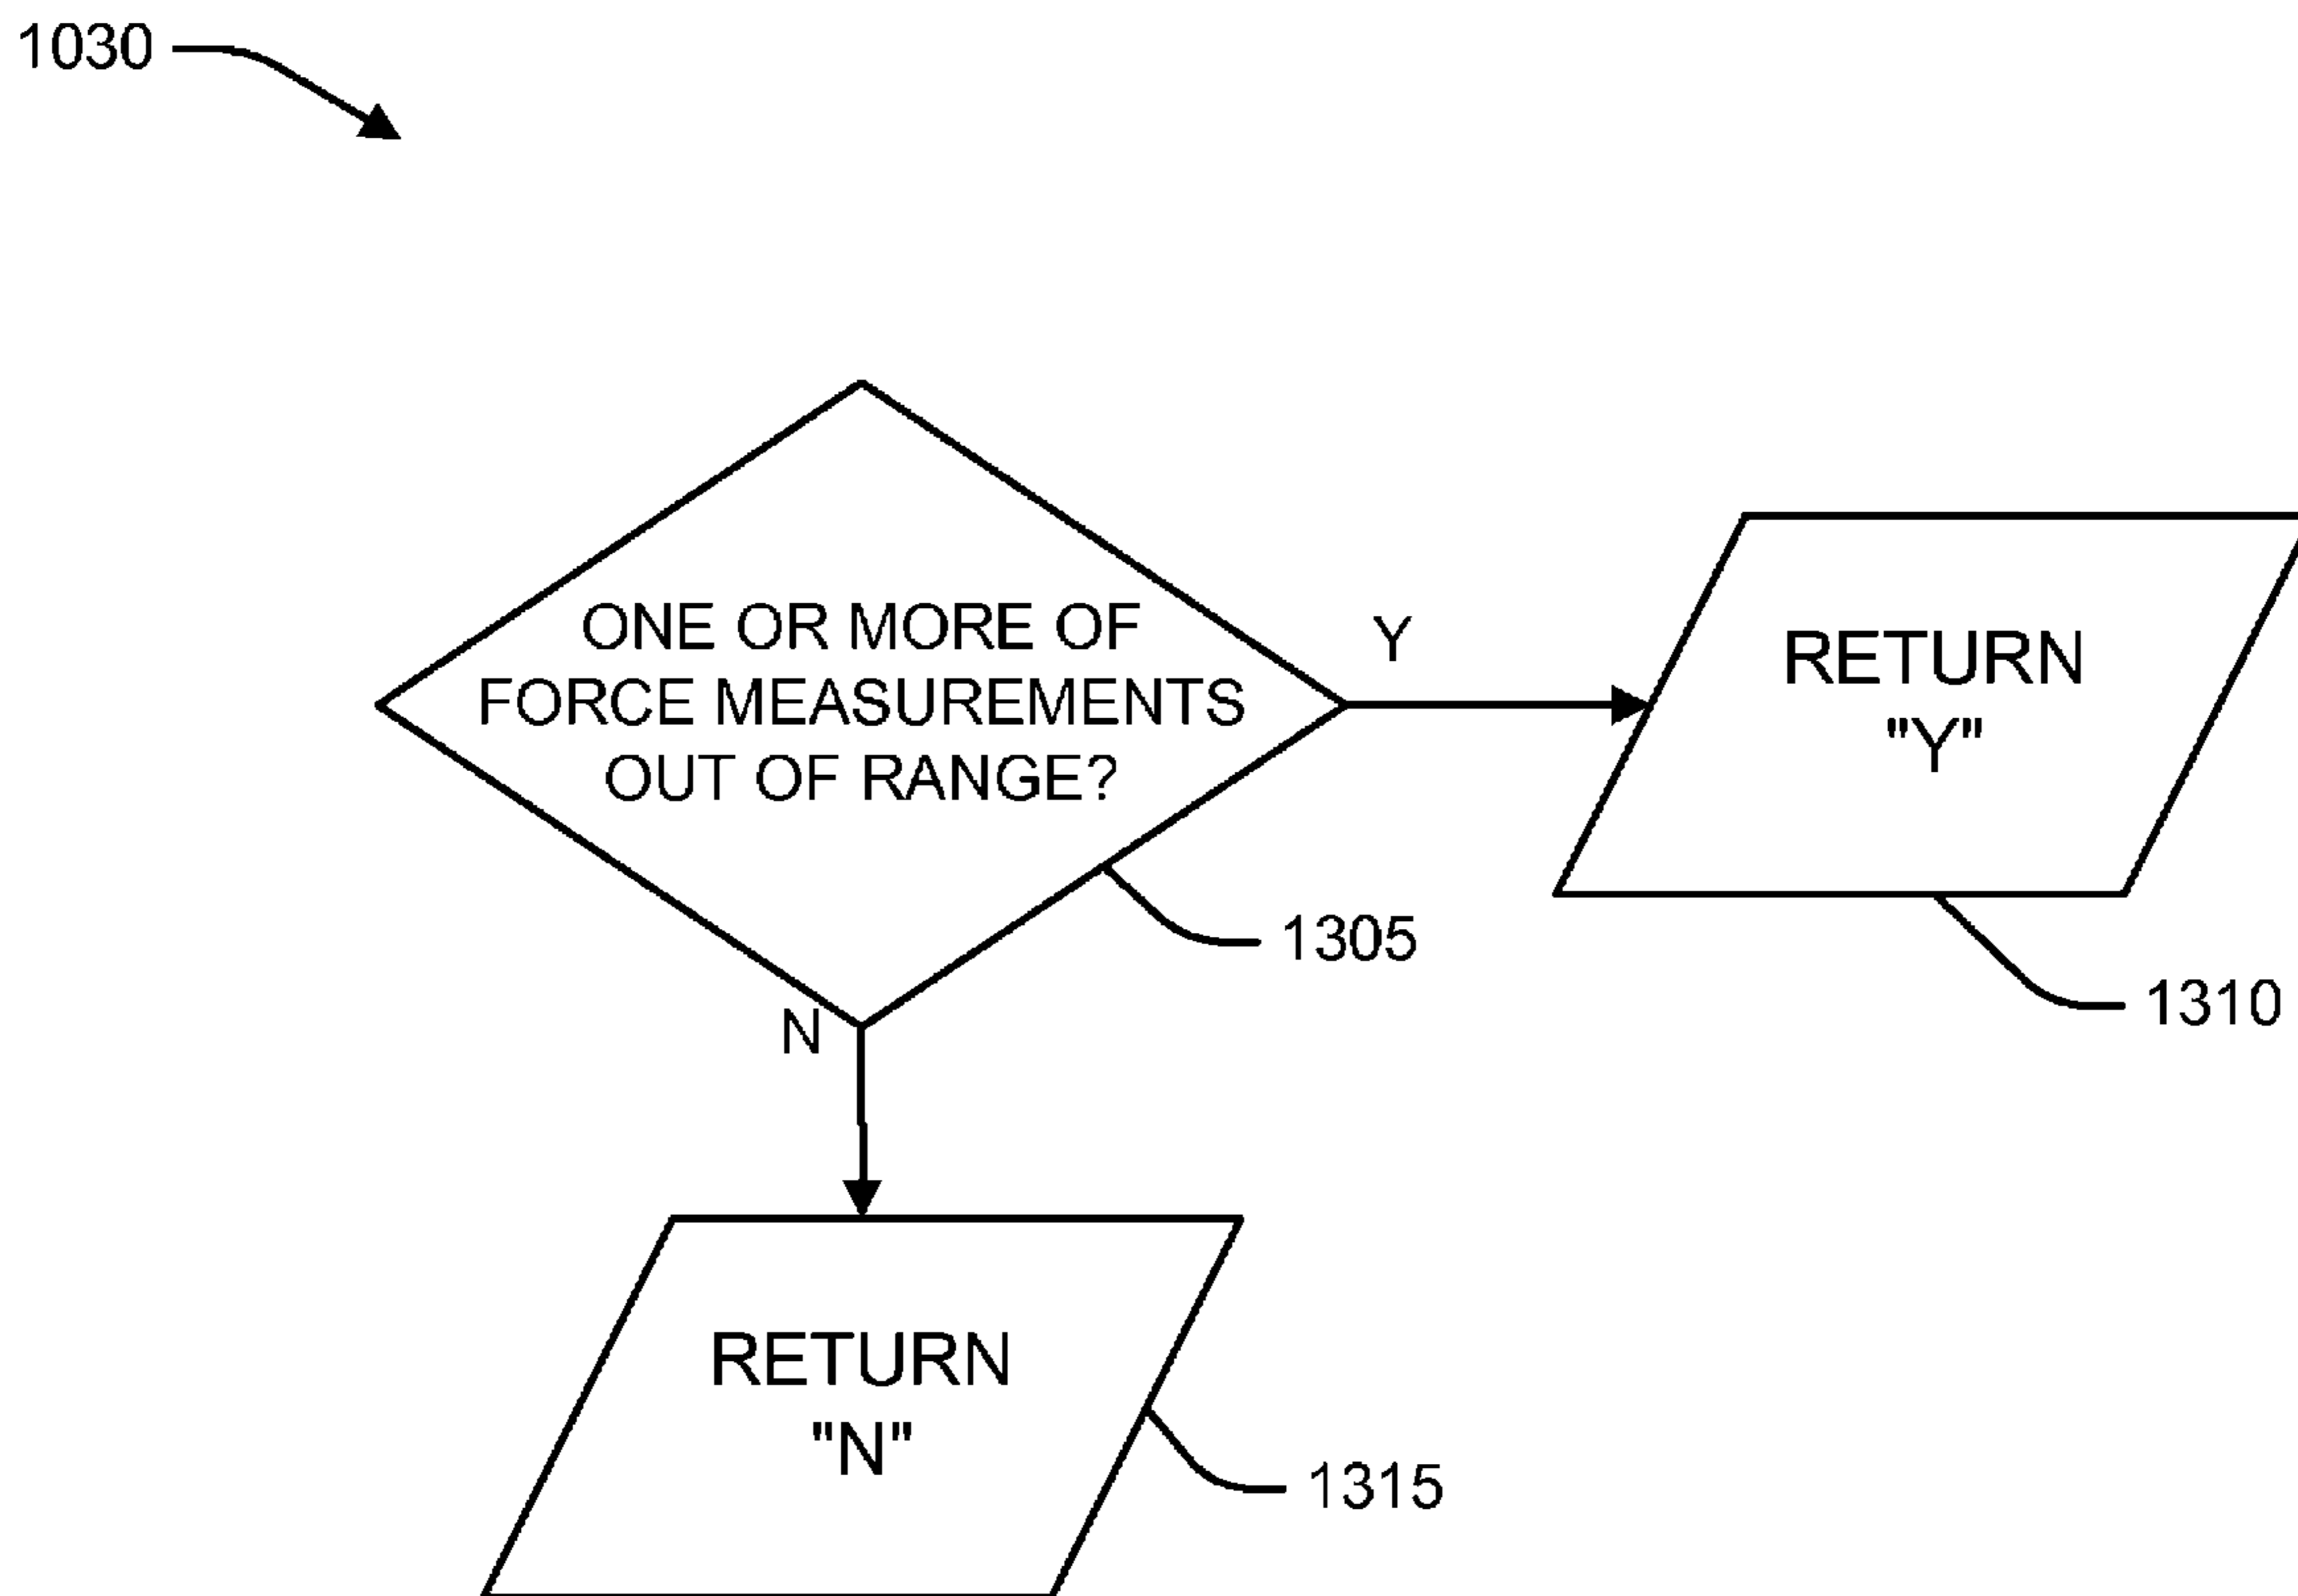 1030
ONE OR MORE OF
FORCE MEASUREMENTS
OUT OF RANGE?
Y
RETURN
"Y"
1305
1310
N
RETURN
"N"
1315